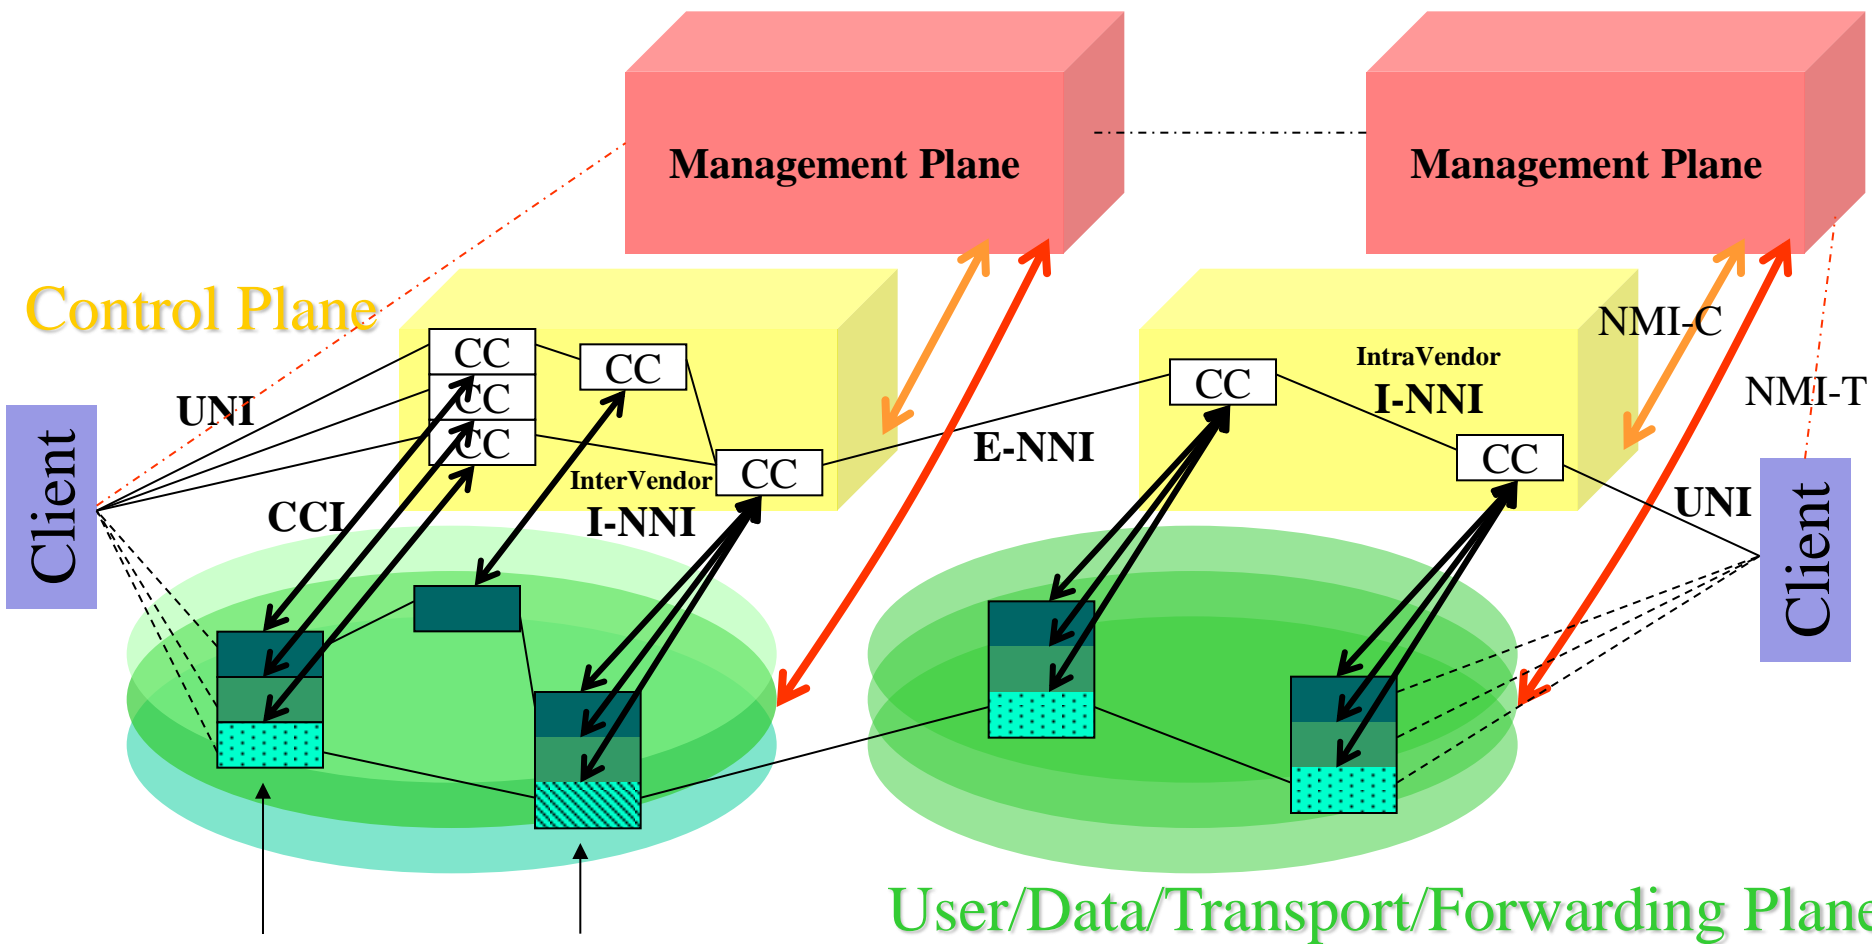 Management Plane
Management Plane
Control Plane
NMI-C
CC
CC
CC
CC
CC
CC
CC
IntraVendor
I-NNI
NMI-T
UNI
E-NNI
InterVendor
I-NNI
CCI
UNI
Client
Client
User/Data/Transport/Forwarding Plane